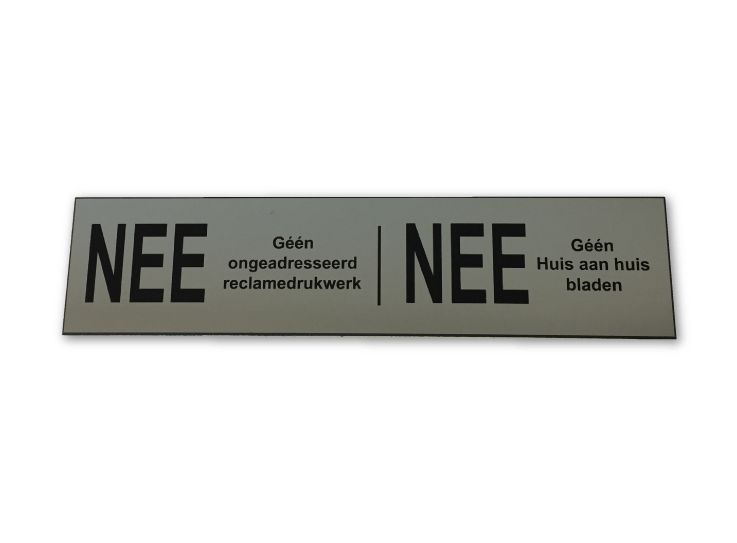 NEE
Géén
ongeadresseerd
reclamedrukwerk
NEE
Géén
Huis aan huis
bladen